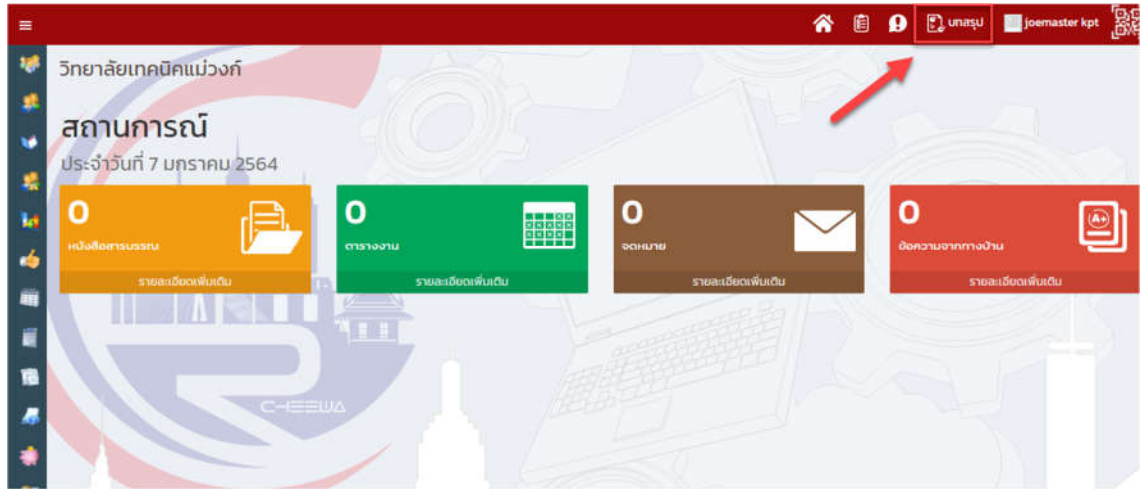 บทสรุป joemaster kpt
วิทยาลัยเทคนิคแม่วงก์
สถานการณ์
ประจำวันที่ 7 มกราคม 2564
0 0 0 0
หนังสือสารบรรณ ตารางงาน จดหมาย ข้อความจากทางบ้าน
รายละเอียดเพิ่มเติม รายละเอียดเพิ่มเติม รายละเอียดเพิ่มเติม รายละเอียดเพิ่มเติม
CHEEWA